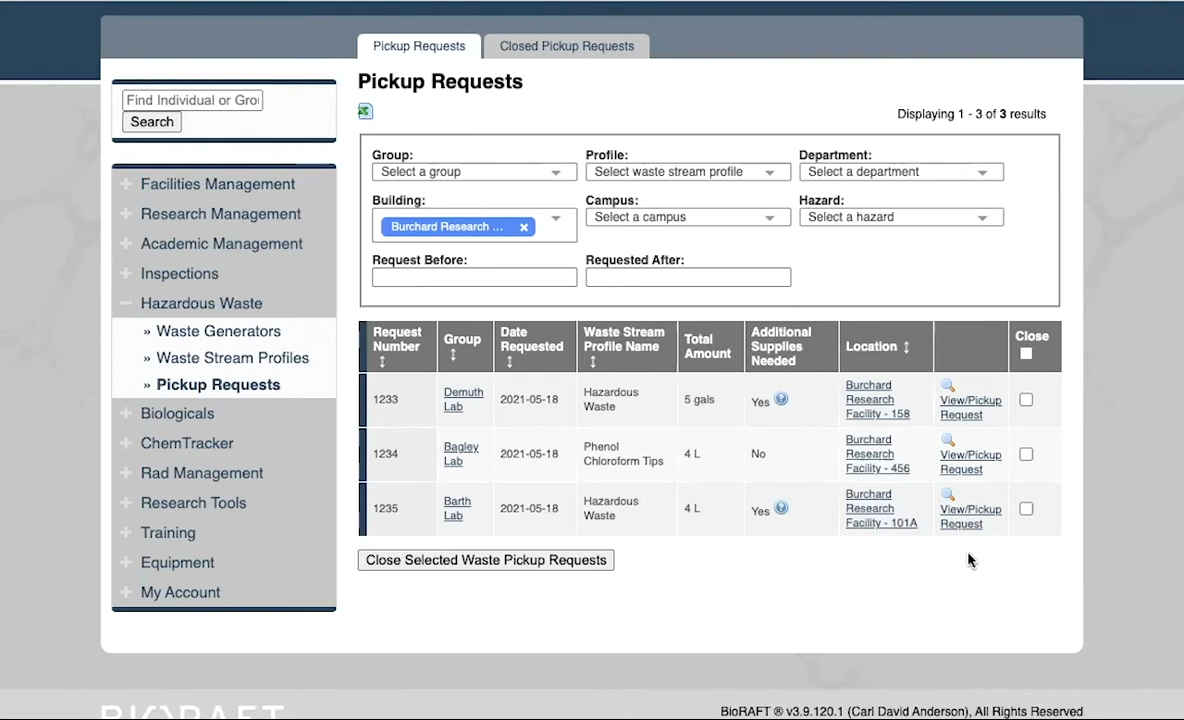 Pickup Requests
Closed Pickup Requests
Find Individual or Grou
Search
Facilities Management
Research Management
Academic Management
Inspections
Hazardous Waste
» Waste Generators
» Waste Stream Profiles
» Pickup Requests
Biologicals
ChemTracker
Rad Management
Research Tools
Training
Equipment
My Account
Pickup Requests
Displaying 1 - 3 of 3 results
Group:
Select a group
Profile:
Select waste stream profile
Department:
Select a department
Building:
Burchard Research ...
Campus:
Select a campus
Hazard:
Select a hazard
Request Before:
Requested After:
Request
Number
Group
Date
Requested
Waste Stream
Profile Name
Total
Amount
Additional
Supplies
Needed
Location
Close
1233
Demuth
Lab
2021-05-18
Hazardous
Waste
5 gals
Yes
Burchard
Research
Facility - 158
View/Pickup
Request
1234
Bagley
Lab
2021-05-18
Phenol
Chloroform Tips
4 L
No
Burchard
Research
Facility - 456
View/Pickup
Request
1235
Barth
Lab
2021-05-18
Hazardous
Waste
4 L
Yes
Burchard
Research
Facility - 101A
View/Pickup
Request
Close Selected Waste Pickup Requests
BIORAFT
BioRAFT ® v3.9.120.1 (Carl David Anderson), All Rights Reserved